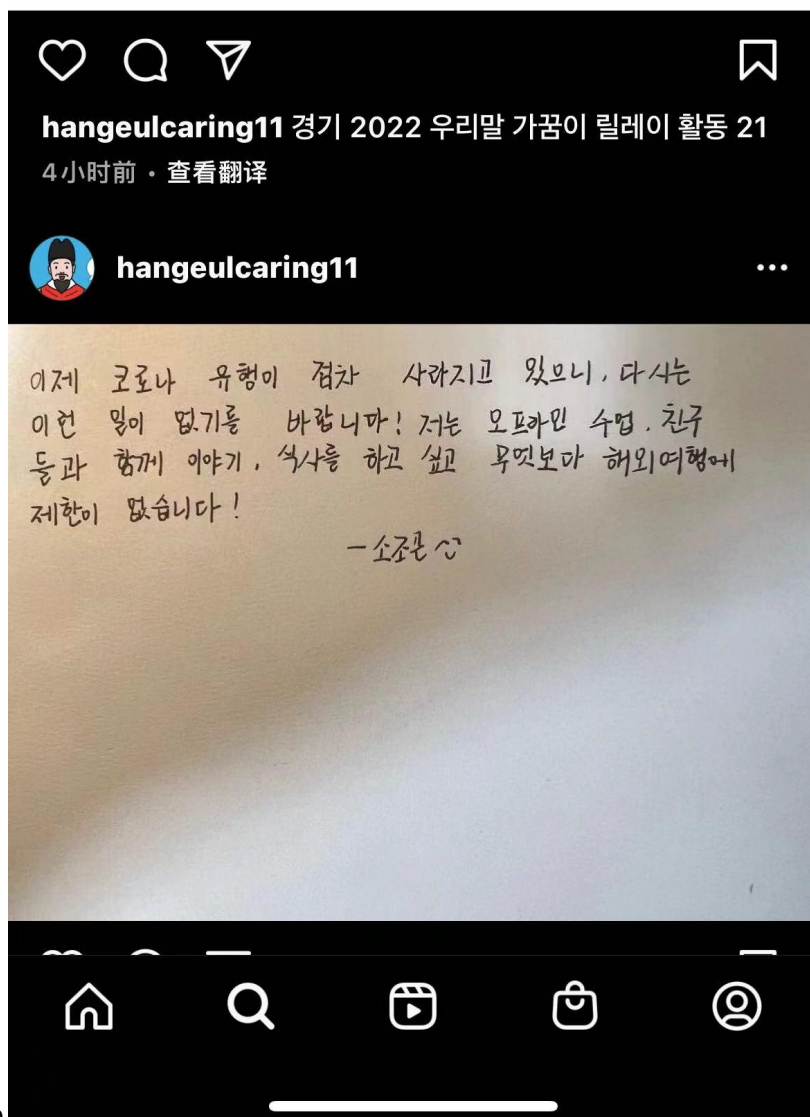 hangeulcaring11 경기 2022 우리말 가꿈이 릴레이 활동 21
4小时前 · 查看翻译
hangeulcaring11
이제 코로나 유행이 점차 사라지고 있으니, 다시는
이런 일이 없기를 바랍니다! 저는 오프라인 수업, 친구
들과 함께 이야기, 식사를 하고 싶고 무엇보다 해외여행에
제한이 없습니다!
- 소조곤 ^^